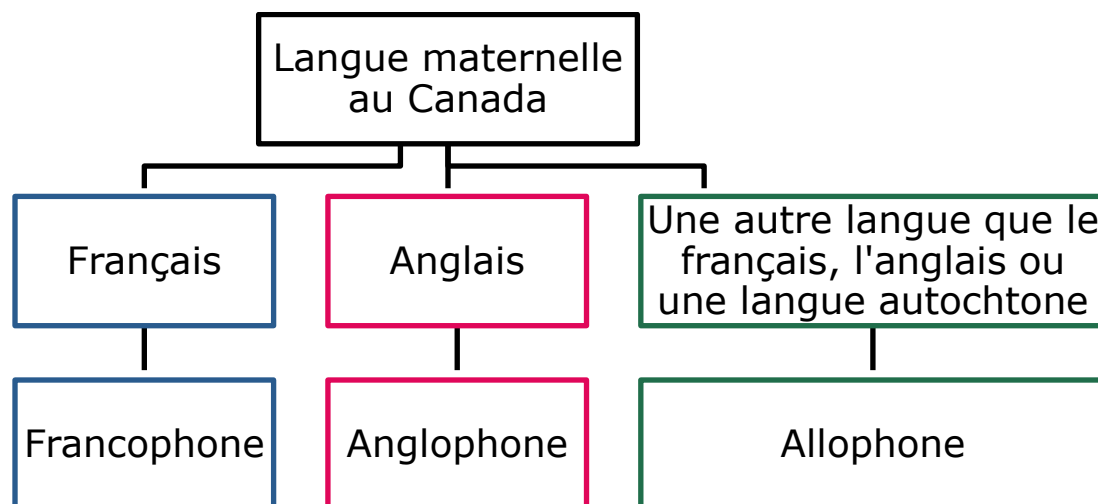 Langue maternelle
au Canada
Français
Anglais
Une autre langue que le
français, l'anglais ou
une langue autochtone
Francophone
Anglophone
Allophone